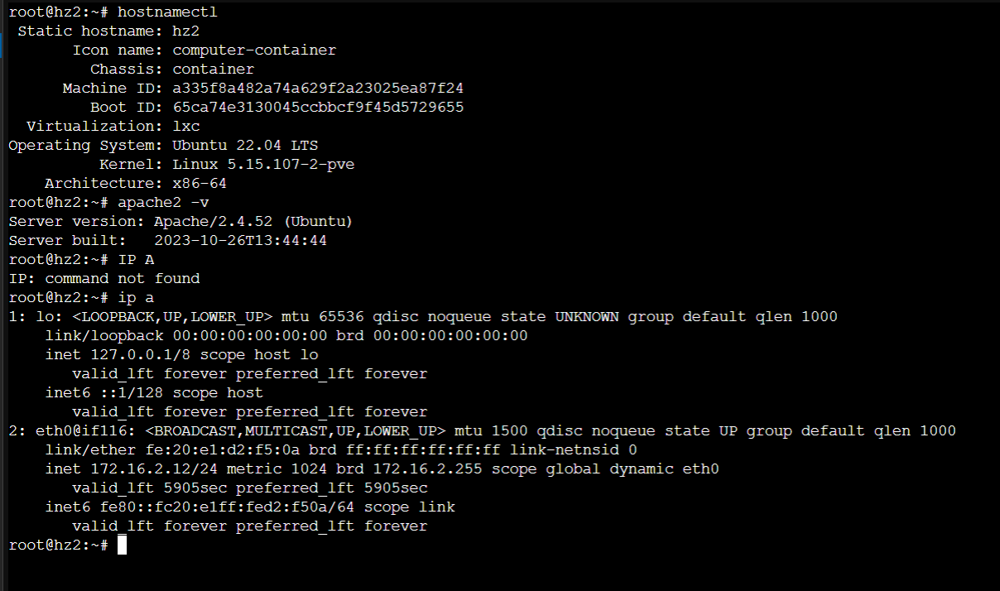 root@hz2:~# hostnamectl
Static hostname: hz2
Icon name: computer-container
Chassis: container
Machine ID: a335f8a482a74a629f2a23025ea87f24
Boot ID: 65ca74e3130045ccbbcf9f45d5729655
Virtualization: lxc
Operating System: Ubuntu 22.04 LTS
Kernel: Linux 5.15.107-2-pve
Architecture: x86-64
root@hz2:~# apache2 -v
Server version: Apache/2.4.52 (Ubuntu)
Server built:   2023-10-26T13:44:44
root@hz2:~# IP A
IP: command not found
root@hz2:~# ip a
1: lo: <LOOPBACK,UP,LOWER_UP> mtu 65536 qdisc noqueue state UNKNOWN group default qlen 1000
link/loopback 00:00:00:00:00:00 brd 00:00:00:00:00:00
inet 127.0.0.1/8 scope host lo
valid_lft forever preferred_lft forever
inet6 ::1/128 scope host
valid_lft forever preferred_lft forever
2: eth0@if116: <BROADCAST,MULTICAST,UP,LOWER_UP> mtu 1500 qdisc noqueue state UP group default qlen 1000
link/ether fe:20:e1:d2:f5:0a brd ff:ff:ff:ff:ff:ff link-netnsid 0
inet 172.16.2.12/24 metric 1024 brd 172.16.2.255 scope global dynamic eth0
valid_lft 5905sec preferred_lft 5905sec
inet6 fe80::fc20:e1ff:fed2:f50a/64 scope link
valid_lft forever preferred_lft forever
root@hz2:~#